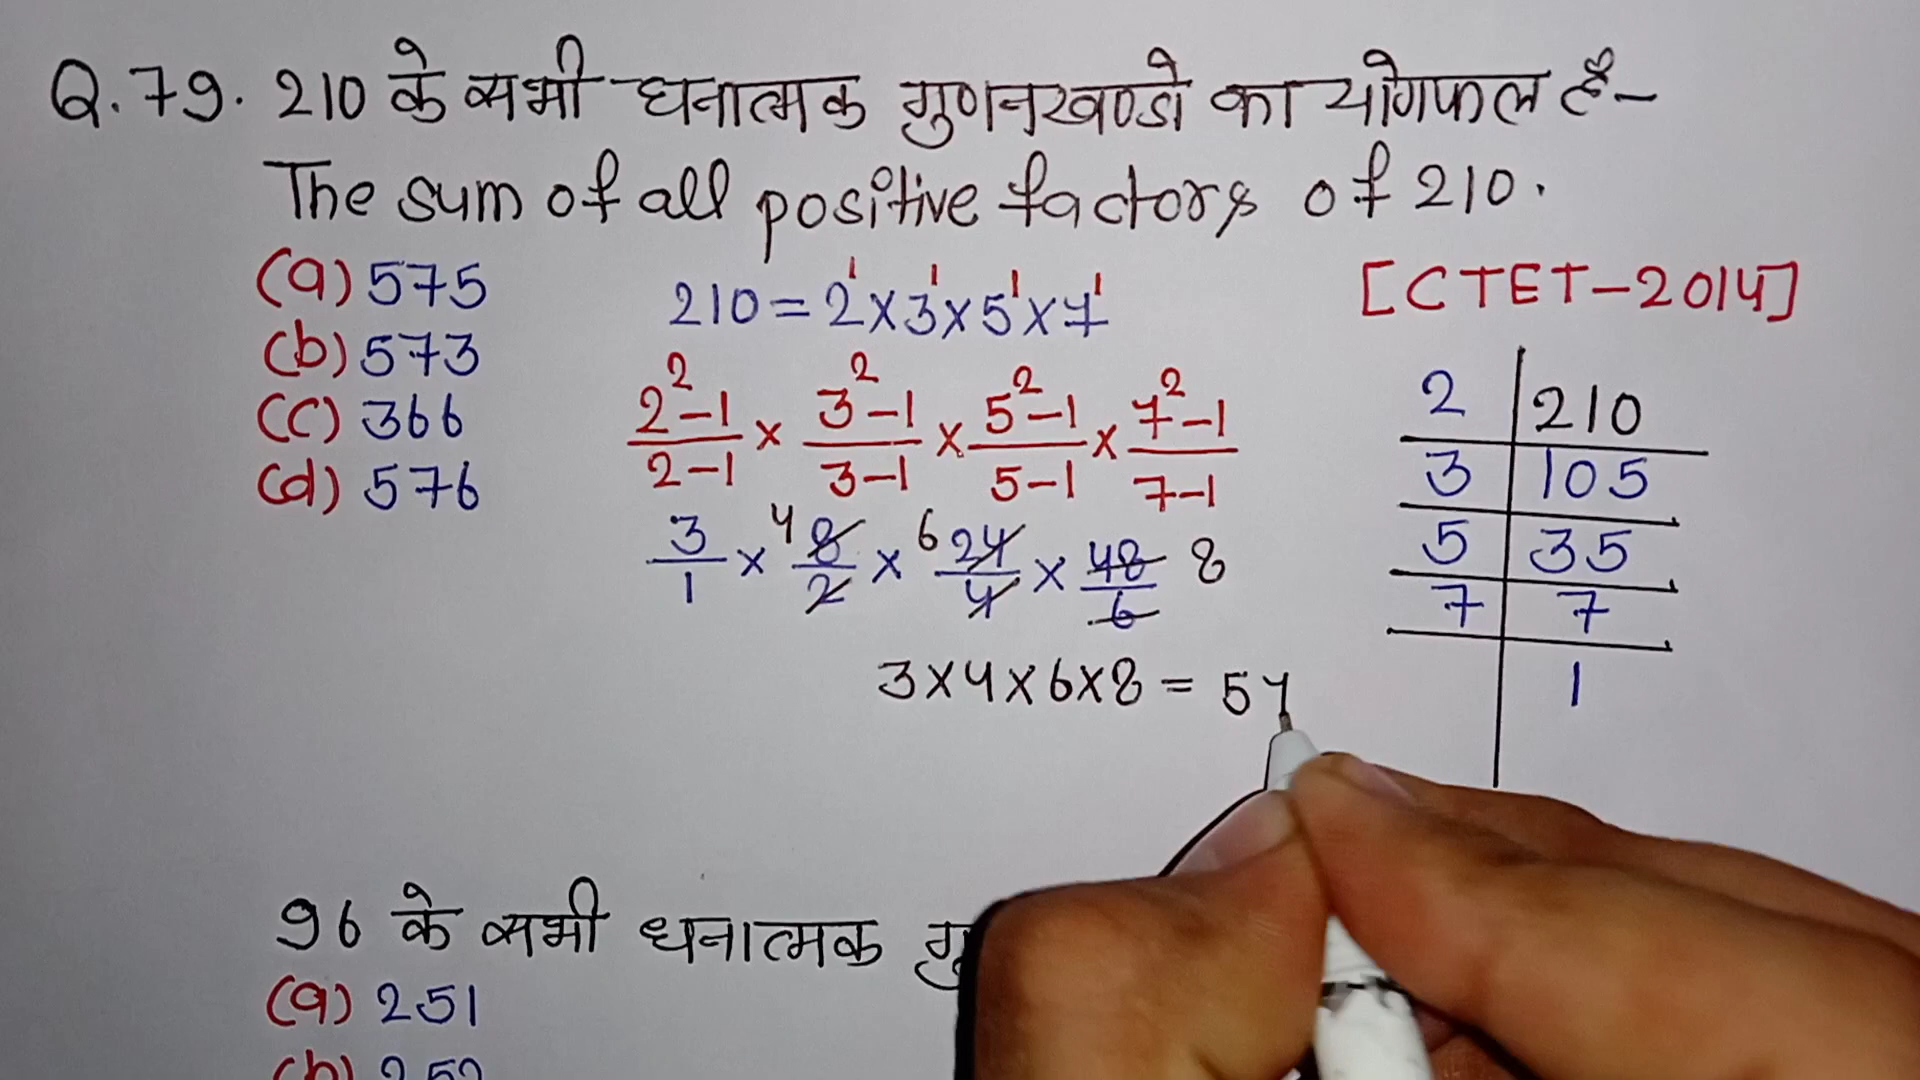 Q.79. 210 के सभी धनात्मक गुणनखण्डो का योगफल है-
The sum of all positive factors of 210.
(a) 575
(b) 573
(c) 366
(d) 576
[CTET-2014]
210 = 2¹ × 3¹ × 5¹ × 7¹
2²-1/2-1 × 3²-1/3-1 × 5²-1/5-1 × 7²-1/7-1
3/1 × 4 8/2 × 6 24/4 × 48/6 8
3×4×6×8 = 57
2 | 210
3 | 105
5 | 35
7 | 7
1
96 के सभी धनात्मक
(a) 251